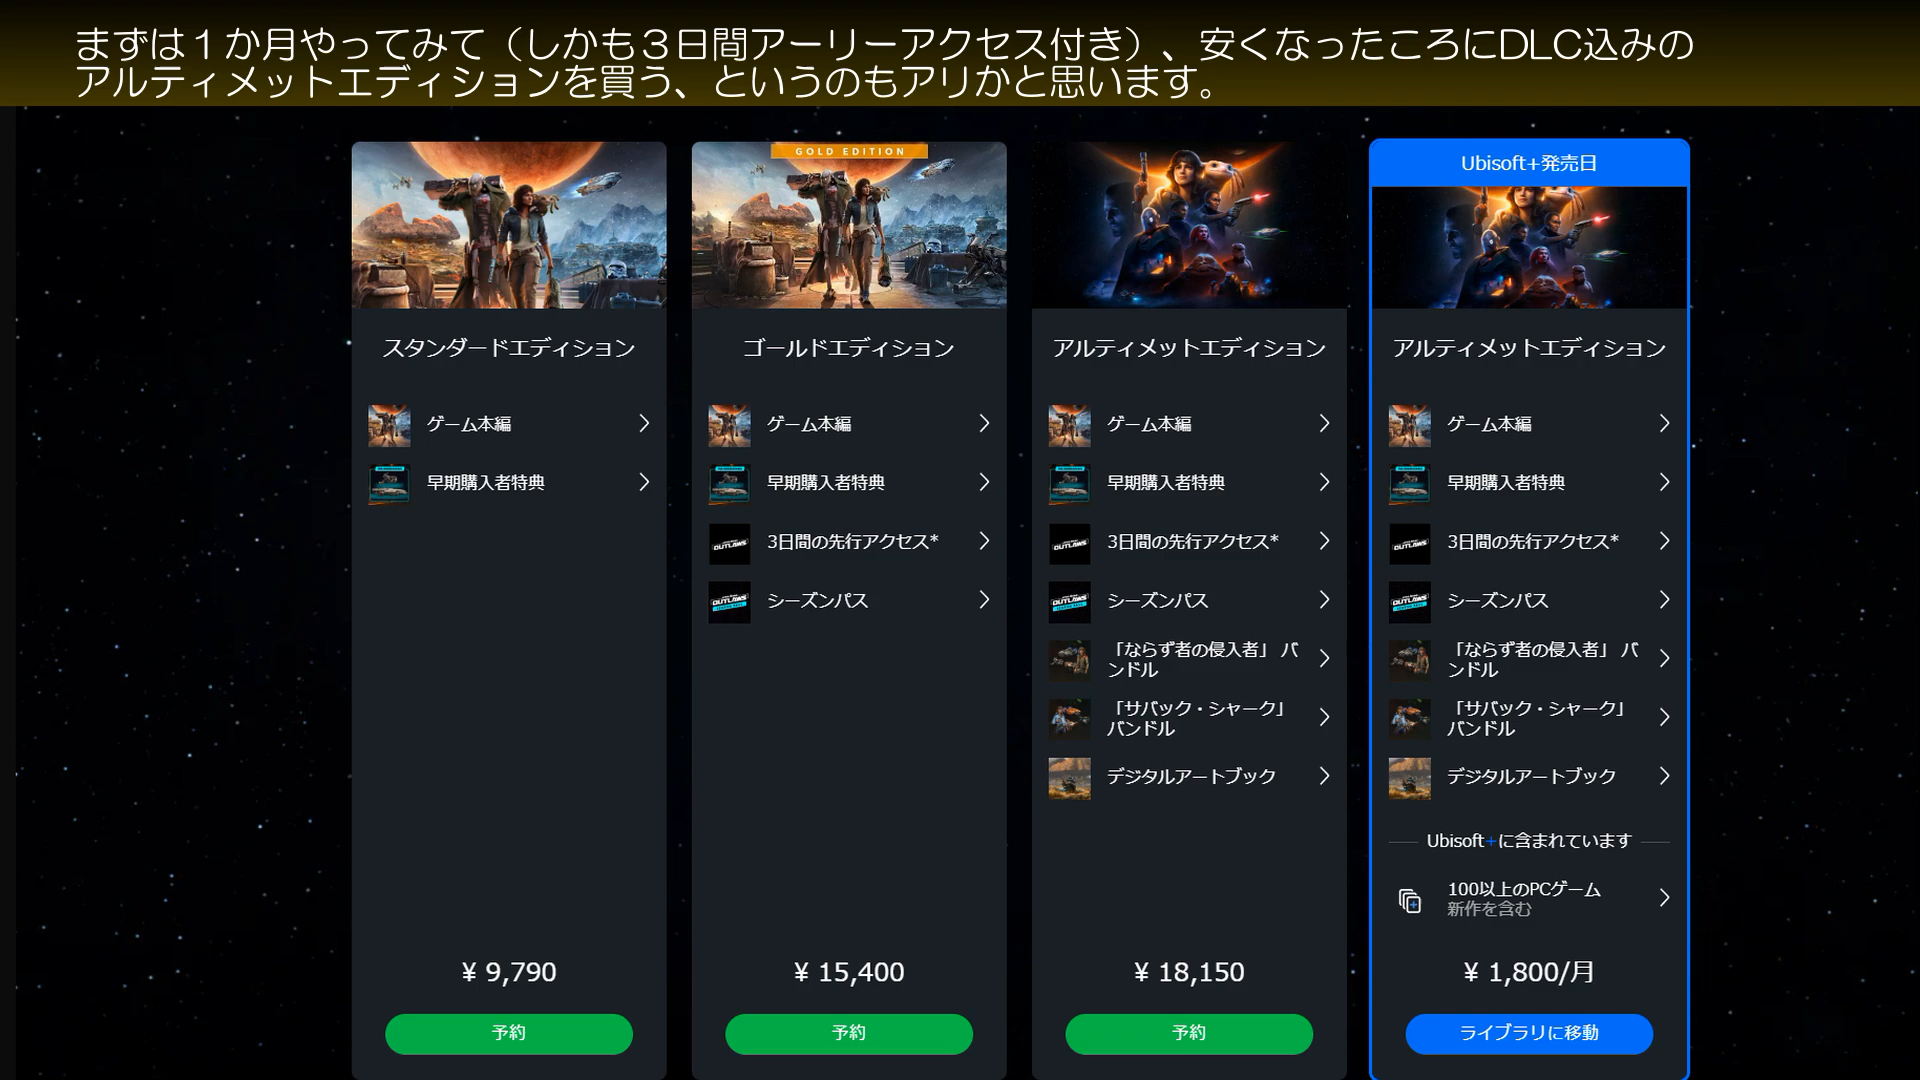 まずは１か月やってみて（しかも３日間アーリーアクセス付き）、安くなったころにDLC込みの
アルティメットエディションを買う、というのもアリかと思います。
スタンダードエディション
ゲーム本編
早期購入者特典
¥ 9,790
予約
GOLD EDITION
ゴールドエディション
ゲーム本編
早期購入者特典
OUTLAWS
3日間の先行アクセス*
OUTLAWS
シーズンパス
¥ 15,400
予約
アルティメットエディション
ゲーム本編
早期購入者特典
OUTLAWS
3日間の先行アクセス*
OUTLAWS
シーズンパス
「ならず者の侵入者」 バ
ンドル
「サバック・シャーク」
バンドル
デジタルアートブック
¥ 18,150
予約
Ubisoft+発売日
アルティメットエディション
ゲーム本編
早期購入者特典
OUTLAWS
3日間の先行アクセス*
OUTLAWS
シーズンパス
「ならず者の侵入者」 バ
ンドル
「サバック・シャーク」
バンドル
デジタルアートブック
Ubisoft+に含まれています
100以上のPCゲーム
新作を含む
¥ 1,800/月
ライブラリに移動